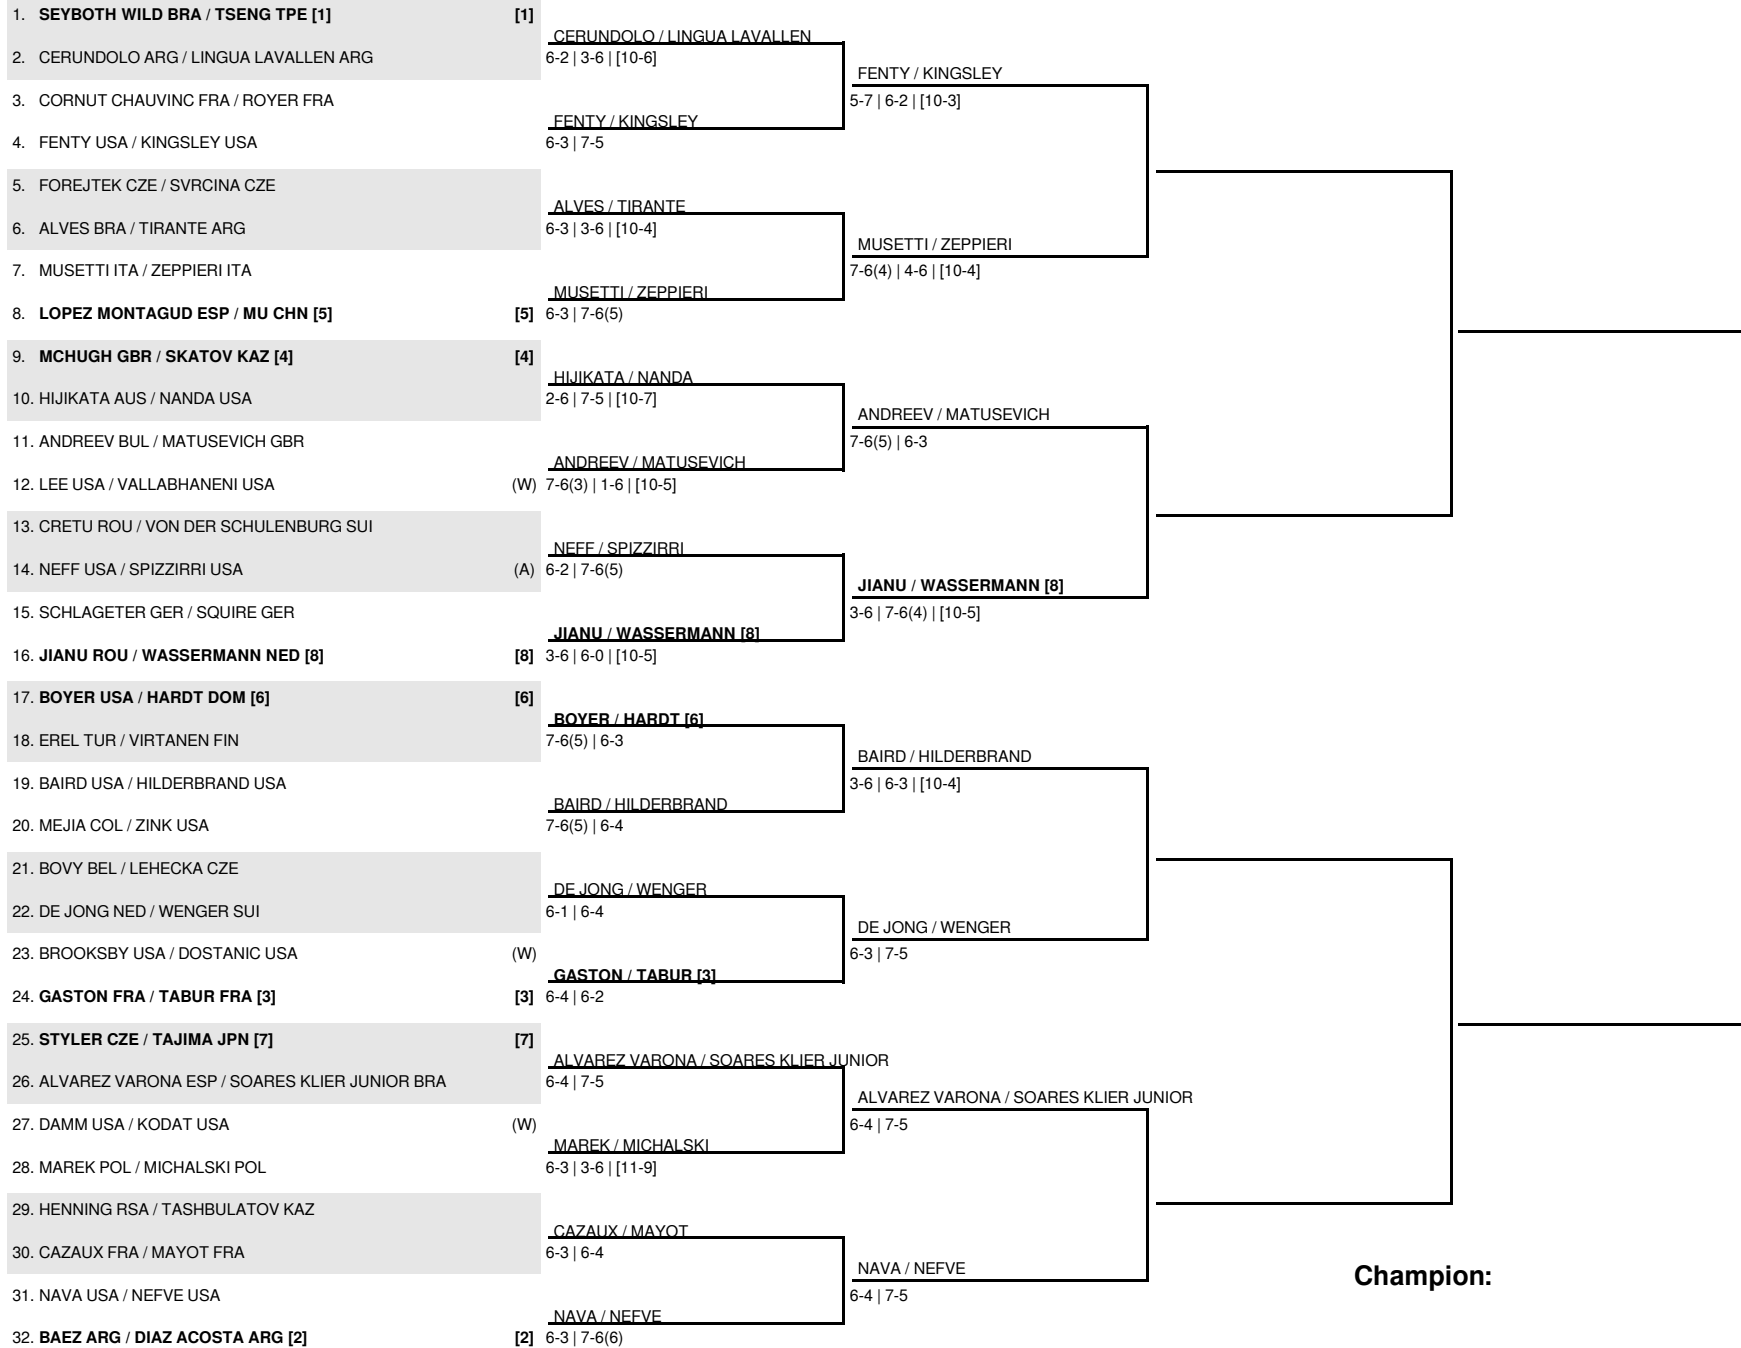 1. SEYBOTH WILD BRA / TSENG TPE [1] [1]
CERUNDOLO / LINGUA LAVALLEN
2. CERUNDOLO ARG / LINGUA LAVALLEN ARG 6-2 | 3-6 | [10-6]
FENTY / KINGSLEY
3. CORNUT CHAUVINC FRA / ROYER FRA 5-7 | 6-2 | [10-3]
FENTY / KINGSLEY
4. FENTY USA / KINGSLEY USA 6-3 | 7-5
5. FOREJTEK CZE / SVRCINA CZE
ALVES / TIRANTE
6. ALVES BRA / TIRANTE ARG 6-3 | 3-6 | [10-4]
MUSETTI / ZEPPIERI
7. MUSETTI ITA / ZEPPIERI ITA 7-6(4) | 4-6 | [10-4]
MUSETTI / ZEPPIERI
8. LOPEZ MONTAGUD ESP / MU CHN [5] [5] 6-3 | 7-6(5)
9. MCHUGH GBR / SKATOV KAZ [4] [4]
HIJIKATA / NANDA
10. HIJIKATA AUS / NANDA USA 2-6 | 7-5 | [10-7]
ANDREEV / MATUSEVICH
11. ANDREEV BUL / MATUSEVICH GBR 7-6(5) | 6-3
ANDREEV / MATUSEVICH
12. LEE USA / VALLABHANENI USA (W) 7-6(3) | 1-6 | [10-5]
13. CRETU ROU / VON DER SCHULENBURG SUI
NEFF / SPIZZIRRI
14. NEFF USA / SPIZZIRRI USA (A) 6-2 | 7-6(5)
JIANU / WASSERMANN [8]
15. SCHLAGETER GER / SQUIRE GER 3-6 | 7-6(4) | [10-5]
JIANU / WASSERMANN [8]
16. JIANU ROU / WASSERMANN NED [8] [8] 3-6 | 6-0 | [10-5]
17. BOYER USA / HARDT DOM [6] [6]
BOYER / HARDT [6]
18. EREL TUR / VIRTANEN FIN 7-6(5) | 6-3
BAIRD / HILDERBRAND
19. BAIRD USA / HILDERBRAND USA 3-6 | 6-3 | [10-4]
BAIRD / HILDERBRAND
20. MEJIA COL / ZINK USA 7-6(5) | 6-4
21. BOVY BEL / LEHECKA CZE
DE JONG / WENGER
22. DE JONG NED / WENGER SUI 6-1 | 6-4
DE JONG / WENGER
23. BROOKSBY USA / DOSTANIC USA (W) 6-3 | 7-5
GASTON / TABUR [3]
24. GASTON FRA / TABUR FRA [3] [3] 6-4 | 6-2
25. STYLER CZE / TAJIMA JPN [7] [7]
ALVAREZ VARONA / SOARES KLIER JUNIOR
26. ALVAREZ VARONA ESP / SOARES KLIER JUNIOR BRA 6-4 | 7-5
ALVAREZ VARONA / SOARES KLIER JUNIOR
27. DAMM USA / KODAT USA (W) 6-4 | 7-5
MAREK / MICHALSKI
28. MAREK POL / MICHALSKI POL 6-3 | 3-6 | [11-9]
29. HENNING RSA / TASHBULATOV KAZ
CAZAUX / MAYOT
30. CAZAUX FRA / MAYOT FRA 6-3 | 6-4
NAVA / NEFVE
Champion:
31. NAVA USA / NEFVE USA 6-4 | 7-5
NAVA / NEFVE
32. BAEZ ARG / DIAZ ACOSTA ARG [2] [2] 6-3 | 7-6(6)